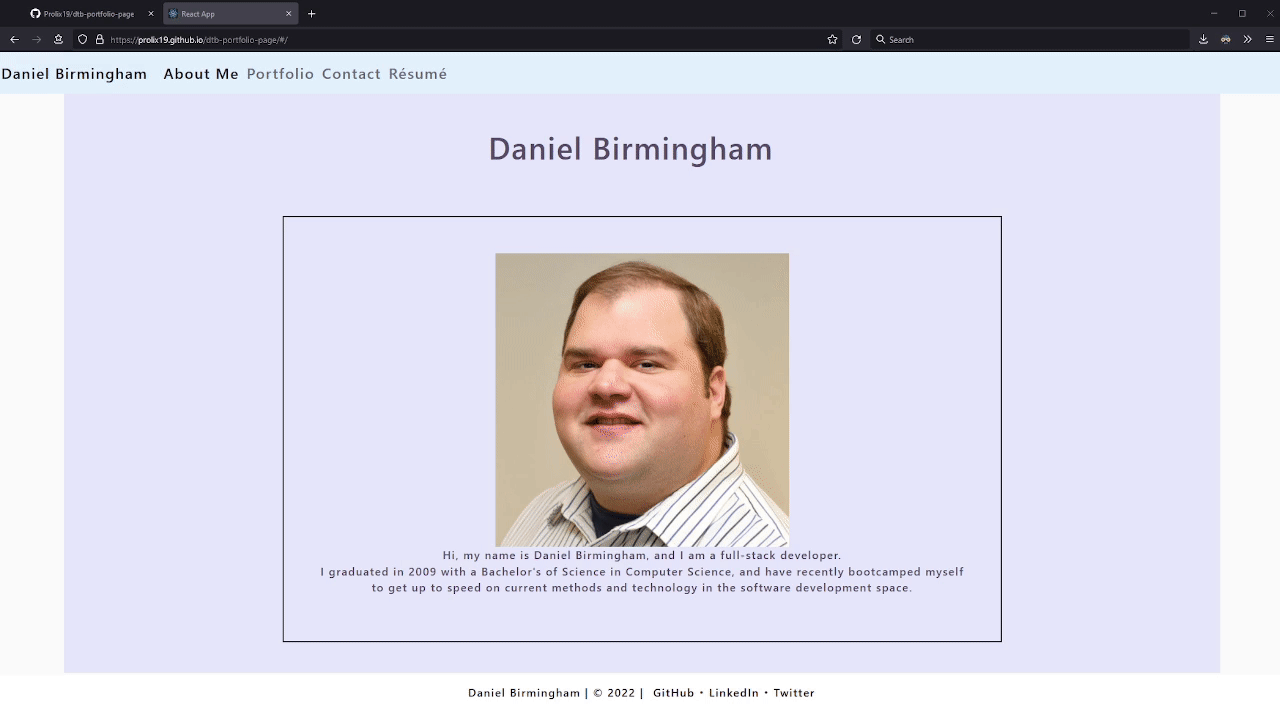 Prolix19/dtb-portfolio-page
React App
https://prolix19.github.io/dtb-portfolio-page/#/
Search
Daniel Birmingham About Me Portfolio Contact Résumé
Daniel Birmingham
Hi, my name is Daniel Birmingham, and I am a full-stack developer.
I graduated in 2009 with a Bachelor's of Science in Computer Science, and have recently bootcamped myself
to get up to speed on current methods and technology in the software development space.
Daniel Birmingham | © 2022 | GitHub • LinkedIn • Twitter